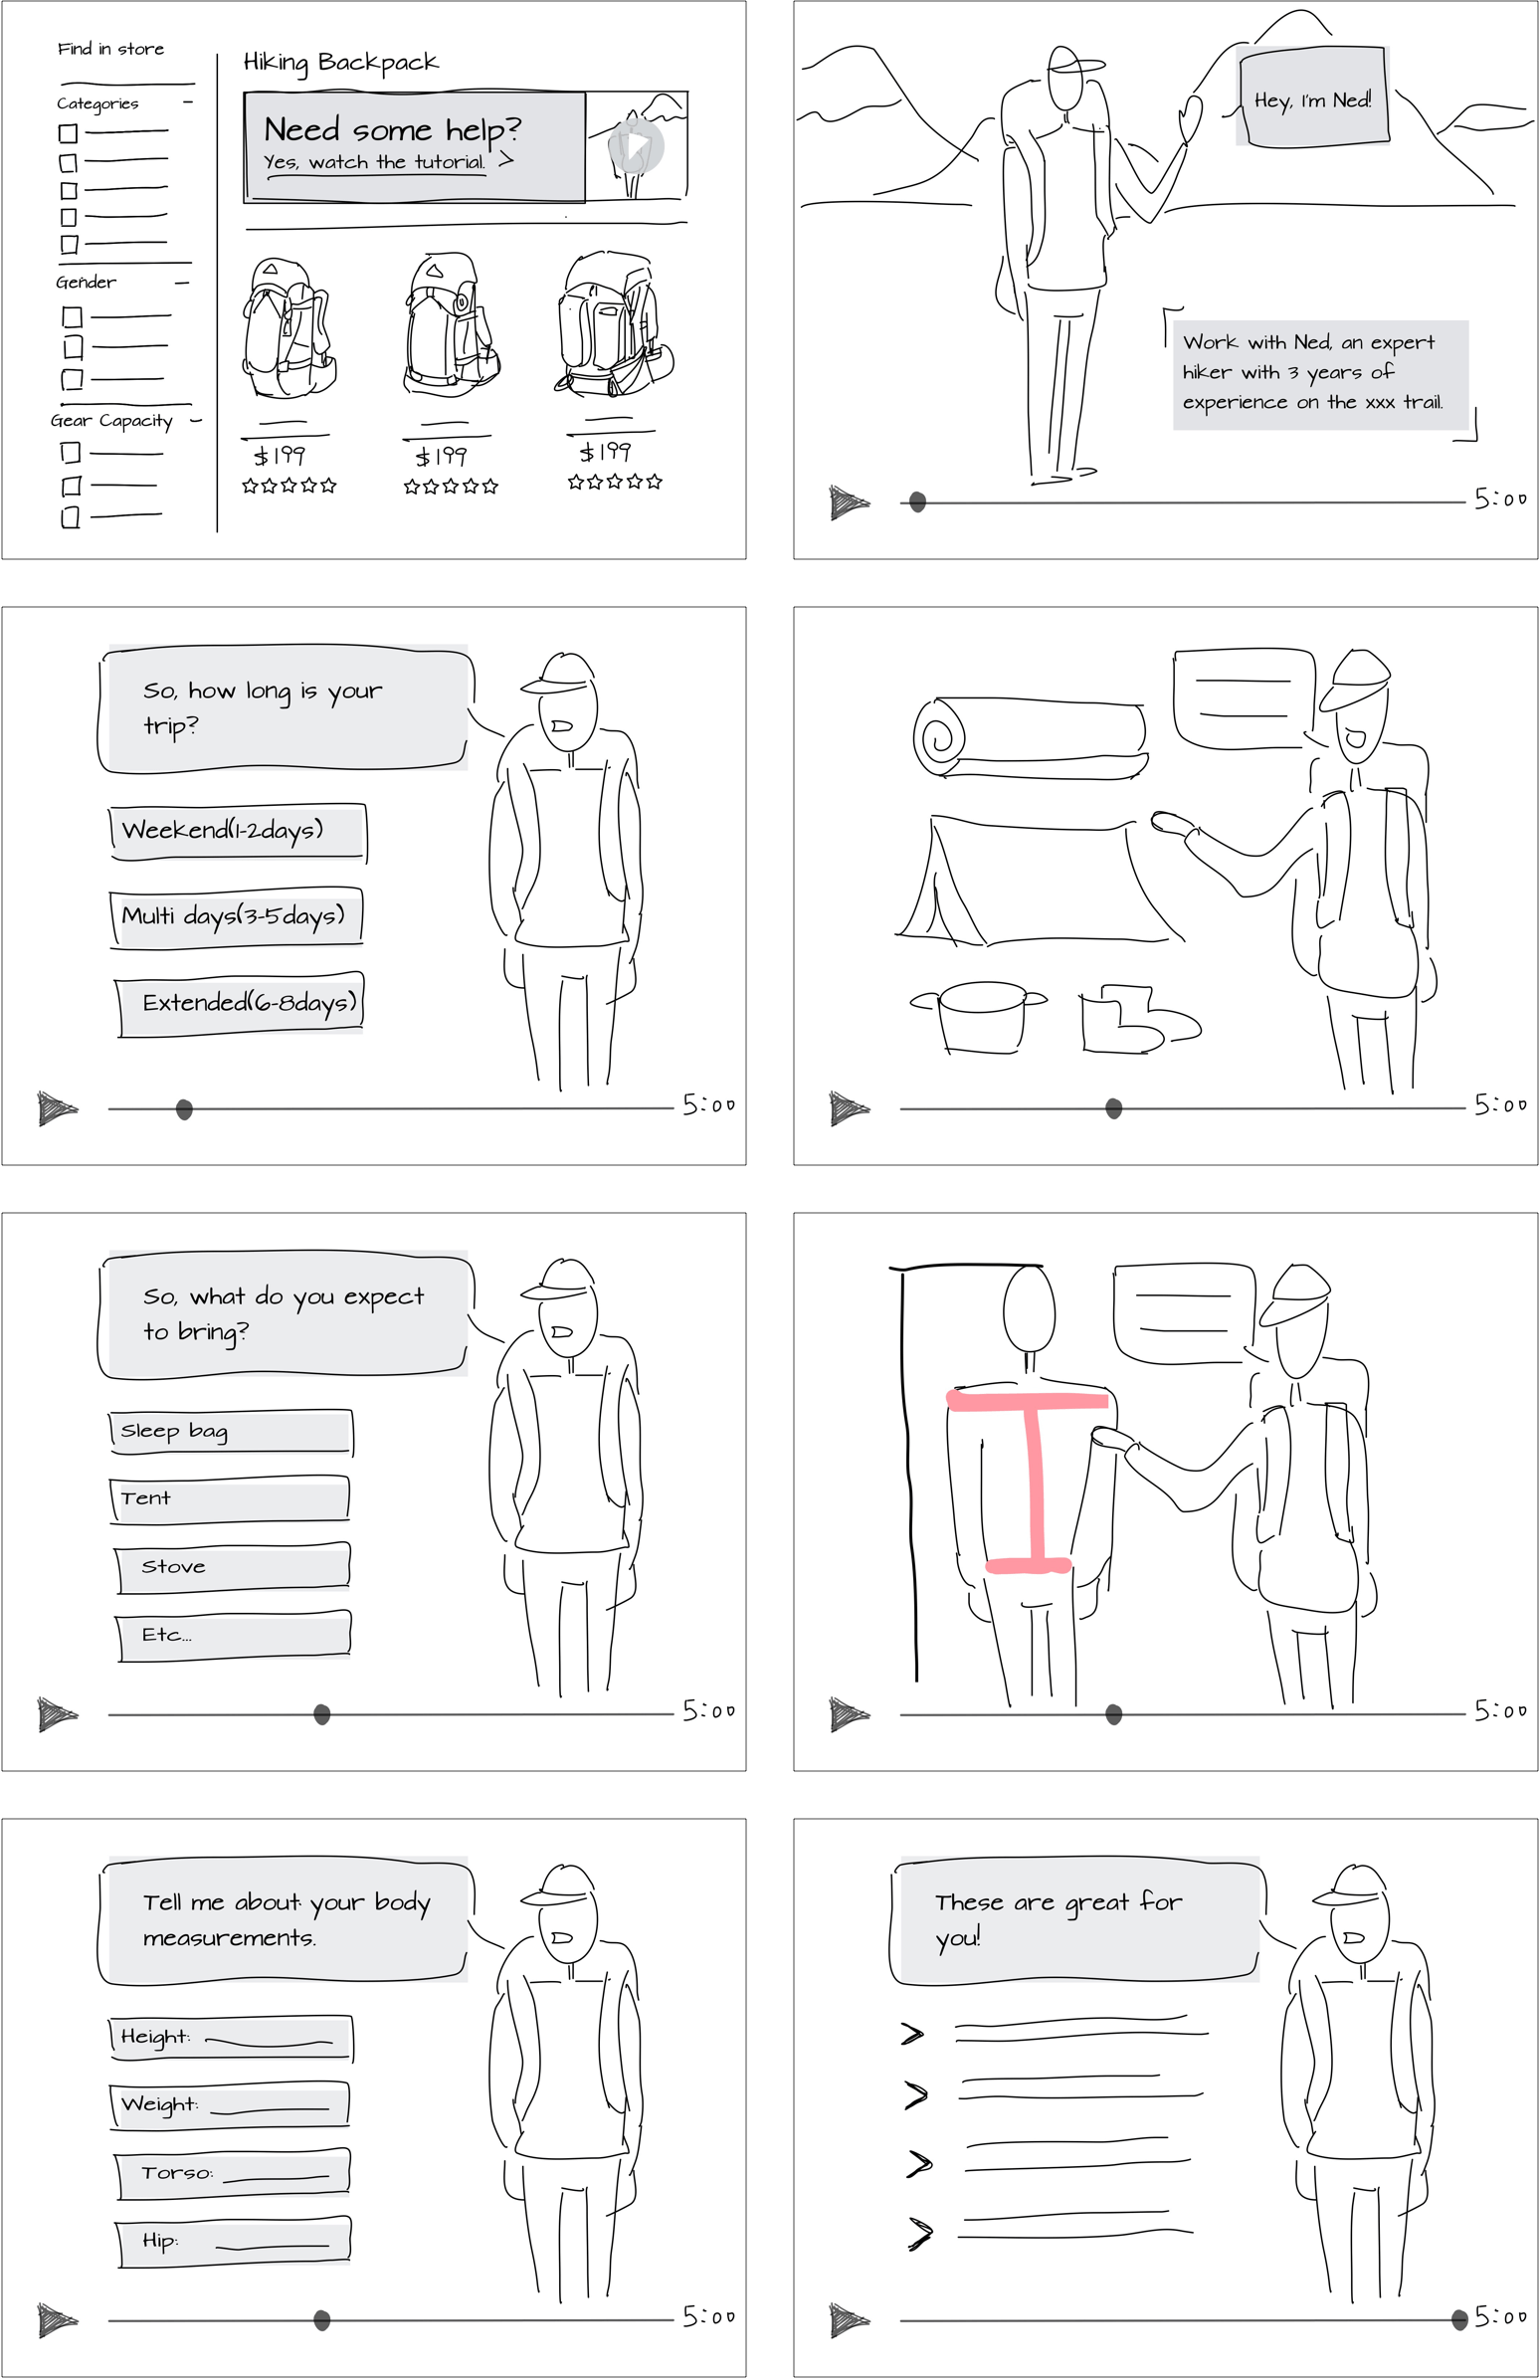 Find in store
Categories –
Gender –
Gear Capacity –
Hiking Backpack
Need some help?
Yes, watch the tutorial. >
$199
$199
$199
Hey, I'm Ned!
Work with Ned, an expert
hiker with 3 years of
experience on the xxx trail.
5:00
So, how long is your
trip?
Weekend(1-2days)
Multi days(3-5days)
Extended(6-8days)
5:00
5:00
So, what do you expect
to bring?
Sleep bag
Tent
Stove
Etc...
5:00
5:00
Tell me about your body
measurements.
Height:
Weight:
Torso:
Hip:
5:00
These are great for
you!
5:00